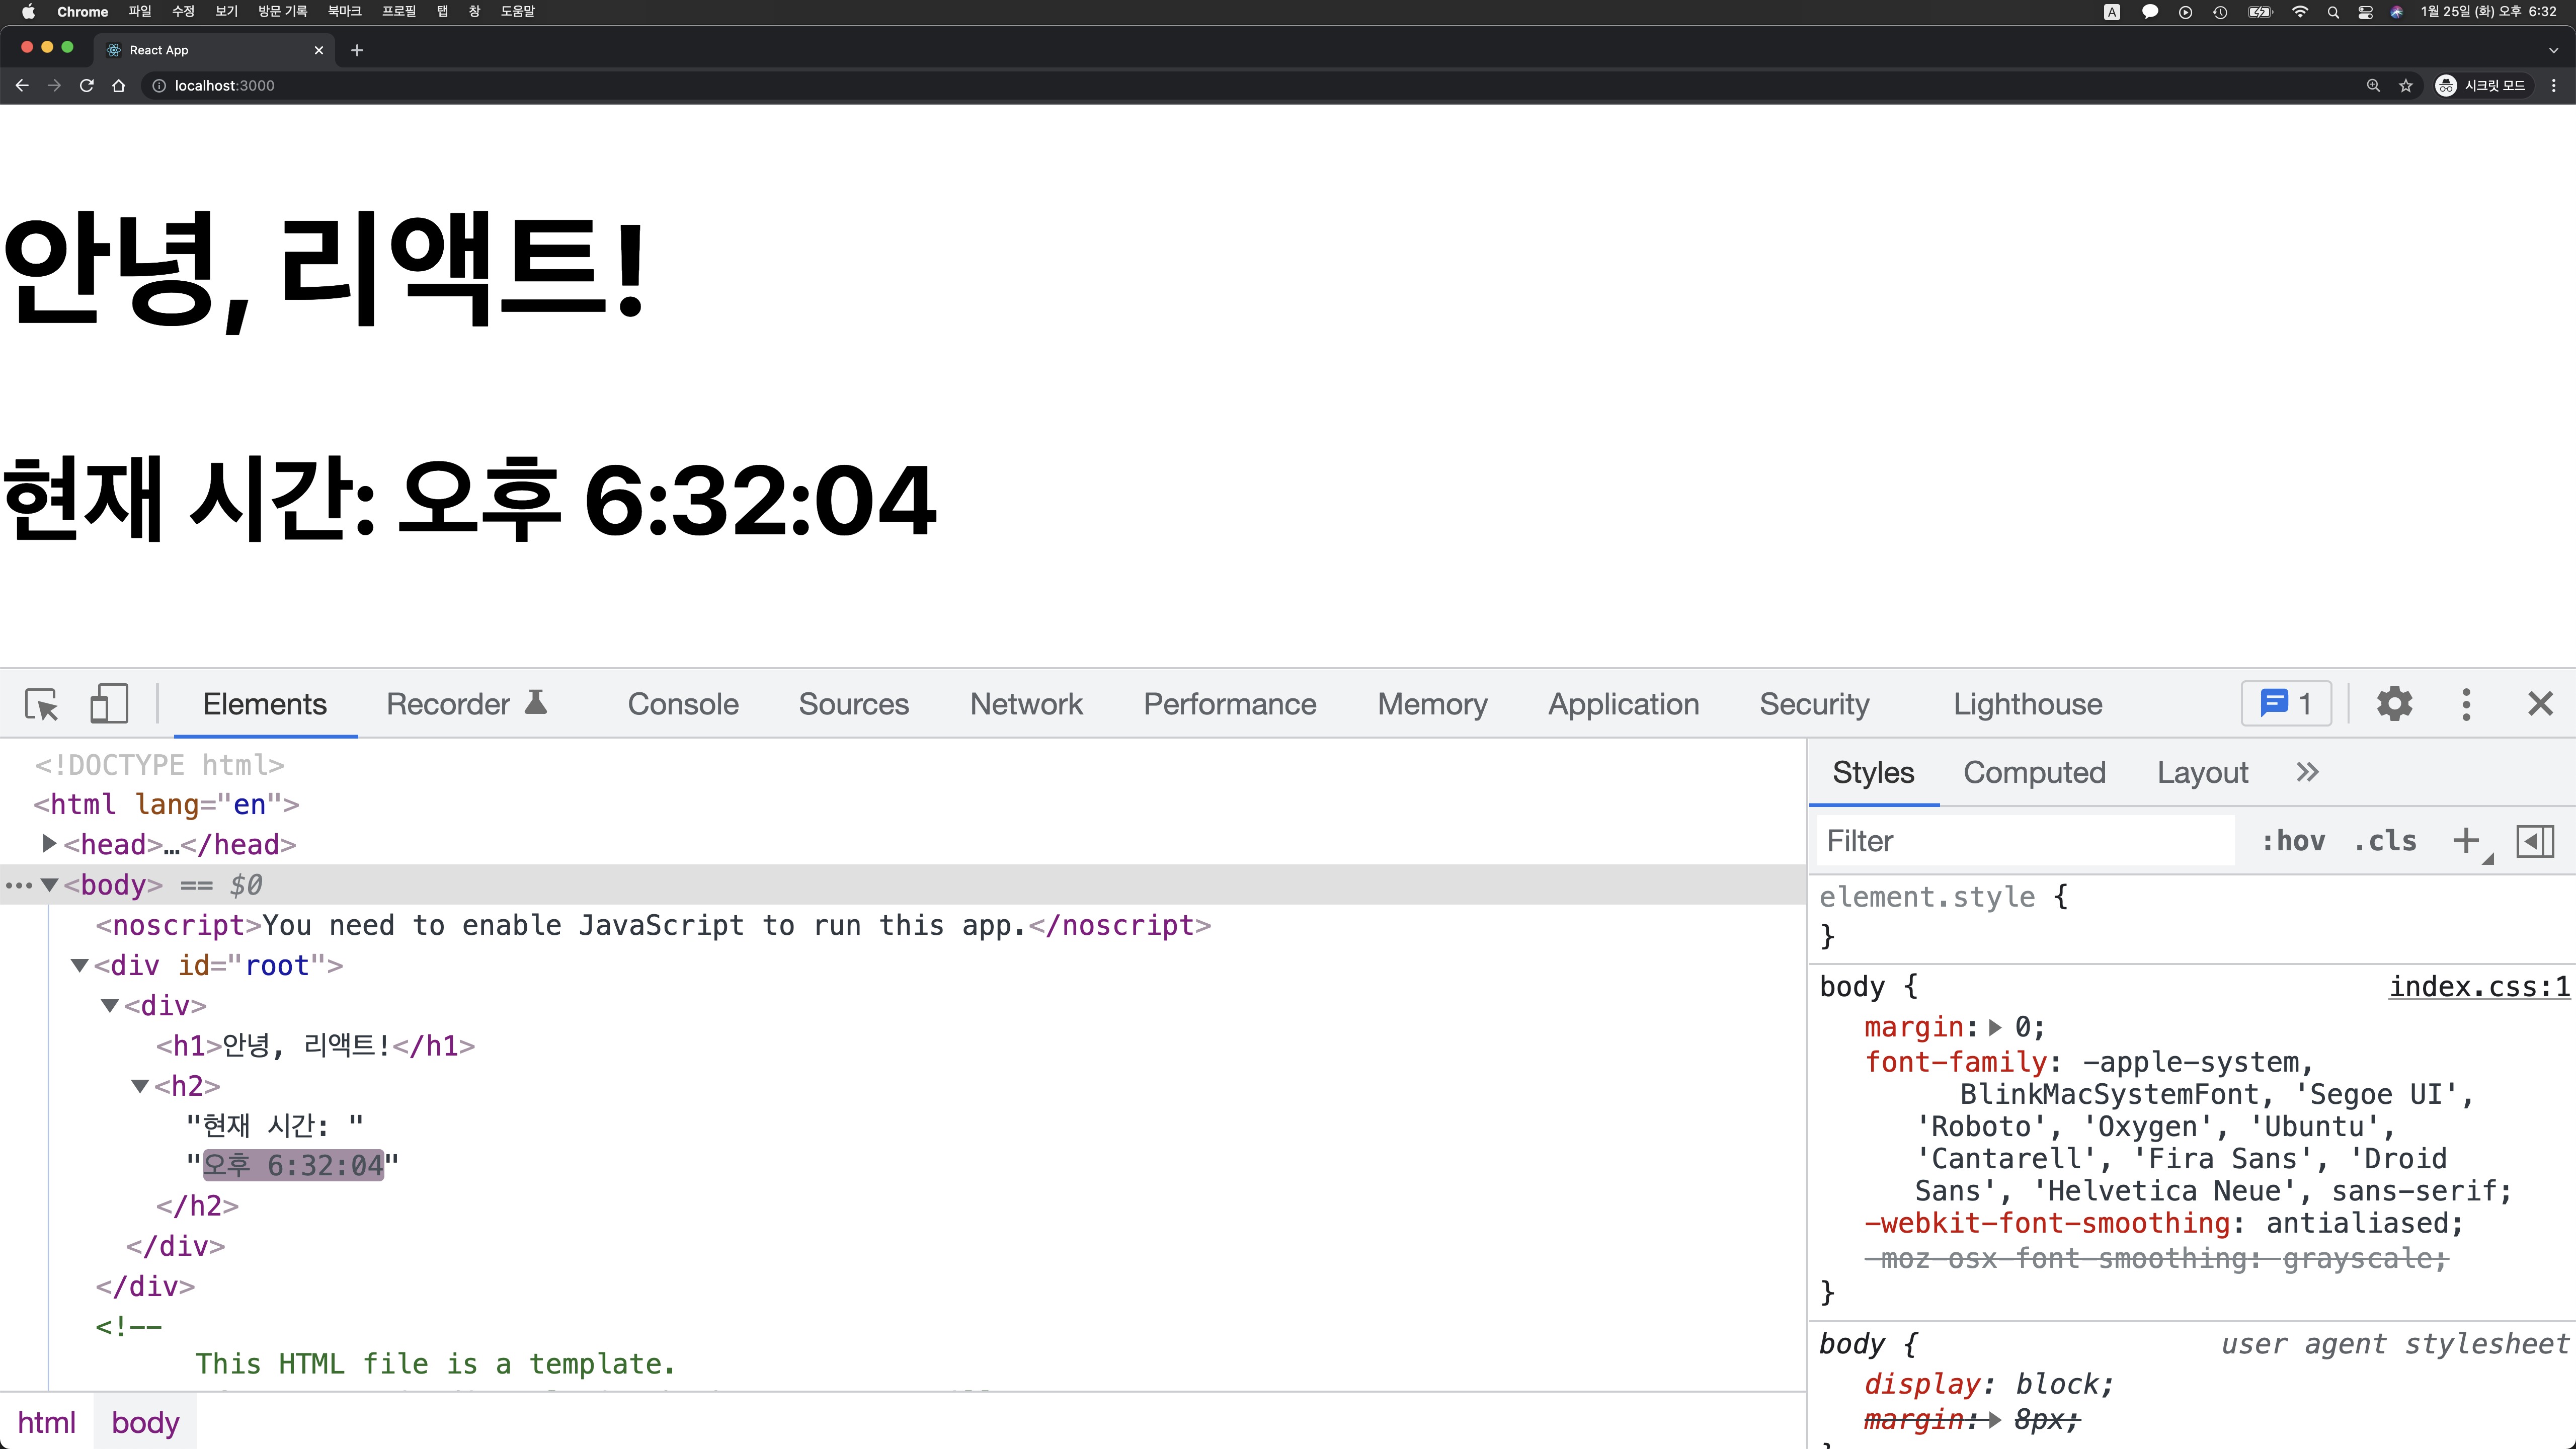 Chrome 파일 수정 보기 방문 기록 북마크 프로필 탭 창 도움말 A 1월 25일 (화) 오후 6:32
React App
localhost:3000 시크릿 모드
안녕, 리액트!
현재 시간: 오후 6:32:04
Elements Recorder Console Sources Network Performance Memory Application Security Lighthouse 1
<!DOCTYPE html>
<html lang="en">
<head>…</head>
<body> == $0
<noscript>You need to enable JavaScript to run this app.</noscript>
<div id="root">
<div>
<h1>안녕, 리액트!</h1>
<h2>
"현재 시간: "
"오후 6:32:04"
</h2>
</div>
</div>
<!--
This HTML file is a template.
html body
Styles Computed Layout
Filter :hov .cls
element.style {
}
body { index.css:1
margin: 0;
font-family: -apple-system,
BlinkMacSystemFont, 'Segoe UI',
'Roboto', 'Oxygen', 'Ubuntu',
'Cantarell', 'Fira Sans', 'Droid
Sans', 'Helvetica Neue', sans-serif;
-webkit-font-smoothing: antialiased;
-moz-osx-font-smoothing: grayscale;
}
body { user agent stylesheet
display: block;
margin: 8px;